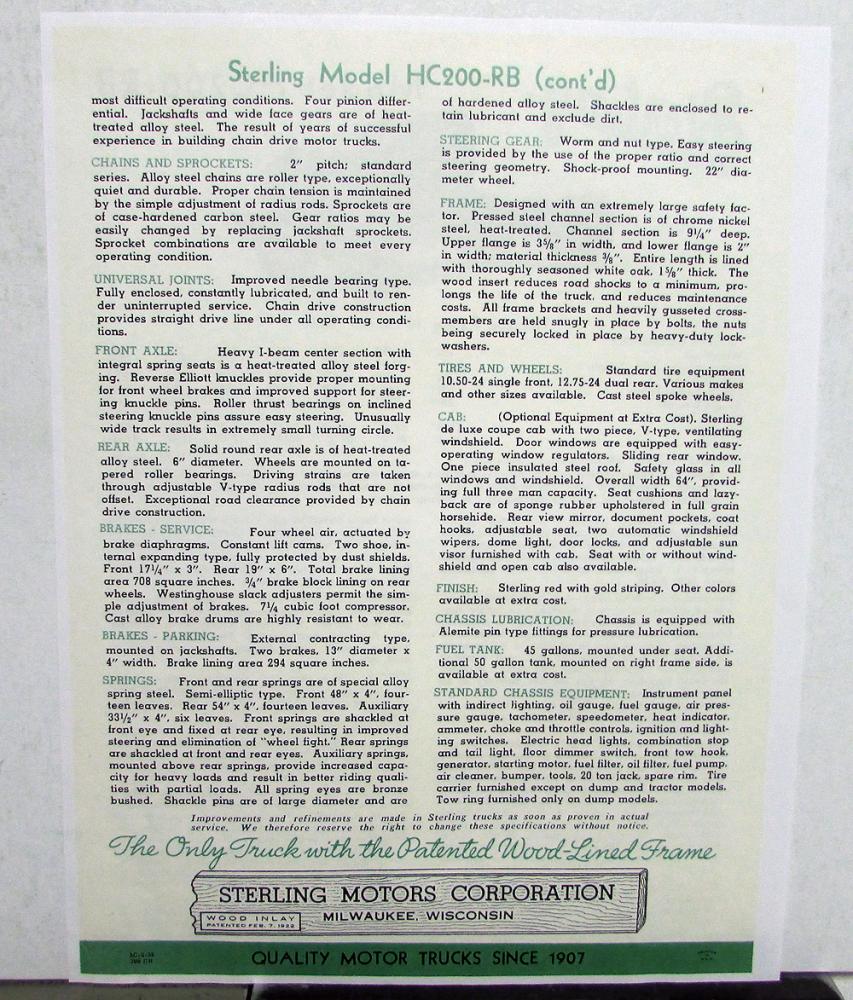 Sterling Model HC200-RB (cont'd)
most difficult operating conditions. Four pinion differ-
ential. Jackshafts and wide face gears are of heat-
treated alloy steel. The result of years of successful
experience in building chain drive motor trucks.
CHAINS AND SPROCKETS: 2" pitch; standard
series. Alloy steel chains are roller type, exceptionally
quiet and durable. Proper chain tension is maintained
by the simple adjustment of radius rods. Sprockets are
of case-hardened carbon steel. Gear ratios may be
easily changed by replacing jackshaft sprockets.
Sprocket combinations are available to meet every
operating condition.
UNIVERSAL JOINTS: Improved needle bearing type.
Fully enclosed, constantly lubricated, and built to ren-
der uninterrupted service. Chain drive construction
provides straight drive line under all operating condi-
tions.
FRONT AXLE: Heavy I-beam center section with
integral spring seats is a heat-treated alloy steel forg-
ing. Reverse Elliott knuckles provide proper mounting
for front wheel brakes and improved support for steer-
ing knuckle pins. Roller thrust bearings on inclined
steering knuckle pins assure easy steering. Unusually
wide track results in extremely small turning circle.
REAR AXLE: Solid round rear axle is of heat-treated
alloy steel. 6" diameter. Wheels are mounted on ta-
pered roller bearings. Driving strains are taken
through adjustable V-type radius rods that are not
offset. Exceptional road clearance provided by chain
drive construction.
BRAKES - SERVICE: Four wheel air, actuated by
brake diaphragms. Constant lift cams. Two shoe, in-
ternal expanding type, fully protected by dust shields.
Front 17¼" x 3". Rear 19" x 6". Total brake lining
area 708 square inches. ¾" brake block lining on rear
wheels. Westinghouse slack adjusters permit the sim-
ple adjustment of brakes. 7¼ cubic foot compressor.
Cast alloy brake drums are highly resistant to wear.
BRAKES - PARKING: External contracting type,
mounted on jackshafts. Two brakes, 13" diameter x
4" width. Brake lining area 294 square inches.
SPRINGS: Front and rear springs are of special alloy
spring steel. Semi-elliptic type. Front 48" x 4", four-
teen leaves. Rear 54" x 4", fourteen leaves. Auxiliary
33½" x 4", six leaves. Front springs are shackled at
front eye and fixed at rear eye, resulting in improved
steering and elimination of "wheel fight." Rear springs
are shackled at front and rear eyes. Auxiliary springs,
mounted above rear springs, provide increased capa-
city for heavy loads and result in better riding quali-
ties with partial loads. All spring eyes are bronze
bushed. Shackle pins are of large diameter and are
of hardened alloy steel. Shackles are enclosed to re-
tain lubricant and exclude dirt.
STEERING GEAR: Worm and nut type. Easy steering
is provided by the use of the proper ratio and correct
steering geometry. Shock-proof mounting. 22" dia-
meter wheel.
FRAME: Designed with an extremely large safety fac-
tor. Pressed steel channel section is of chrome nickel
steel, heat-treated. Channel section is 9¼" deep.
Upper flange is 3⅝" in width, and lower flange is 2"
in width; material thickness ⅜". Entire length is lined
with thoroughly seasoned white oak, 1⅝" thick. The
wood insert reduces road shocks to a minimum, pro-
longs the life of the truck, and reduces maintenance
costs. All frame brackets and heavily gusseted cross-
members are held snugly in place by bolts, the nuts
being securely locked in place by heavy-duty lock-
washers.
TIRES AND WHEELS: Standard tire equipment
10.50-24 single front, 12.75-24 dual rear. Various makes
and other sizes available. Cast steel spoke wheels.
CAB: (Optional Equipment at Extra Cost). Sterling
de luxe coupe cab with two piece, V-type, ventilating
windshield. Door windows are equipped with easy-
operating window regulators. Sliding rear window.
One piece insulated steel roof. Safety glass in all
windows and windshield. Overall width 64", provid-
ing full three man capacity. Seat cushions and lazy-
back are of sponge rubber upholstered in full grain
horsehide. Rear view mirror, document pockets, coat
hooks, adjustable seat, two automatic windshield
wipers, dome light, door locks, and adjustable sun
visor furnished with cab. Seat with or without wind-
shield and open cab also available.
FINISH: Sterling red with gold striping. Other colors
available at extra cost.
CHASSIS LUBRICATION: Chassis is equipped with
Alemite pin type fittings for pressure lubrication.
FUEL TANK: 45 gallons, mounted under seat. Addi-
tional 50 gallon tank, mounted on right frame side, is
available at extra cost.
STANDARD CHASSIS EQUIPMENT: Instrument panel
with indirect lighting, oil gauge, fuel gauge, air pres-
sure gauge, tachometer, speedometer, heat indicator,
ammeter, choke and throttle controls, ignition and light-
ing switches. Electric head lights, combination stop
and tail light, floor dimmer switch, front tow hook,
generator, starting motor, fuel filter, oil filter, fuel pump,
air cleaner, bumper, tools, 20 ton jack, spare rim. Tire
carrier furnished except on dump and tractor models.
Tow ring furnished only on dump models.
Improvements and refinements are made in Sterling trucks as soon as proven in actual
service. We therefore reserve the right to change these specifications without notice.
The Only Truck with the Patented Wood-Lined Frame
STERLING MOTORS CORPORATION
WOOD INLAY
PATENTED FEB. 7, 1922
MILWAUKEE, WISCONSIN
QUALITY MOTOR TRUCKS SINCE 1907